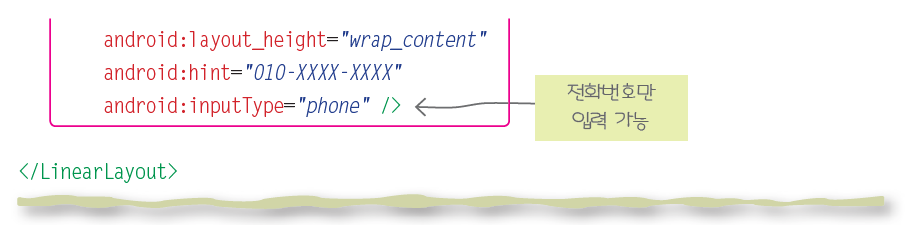 android:layout_height="wrap_content"
android:hint="010-XXXX-XXXX"
android:inputType="phone" />
전화번호만
입력 가능
</LinearLayout>